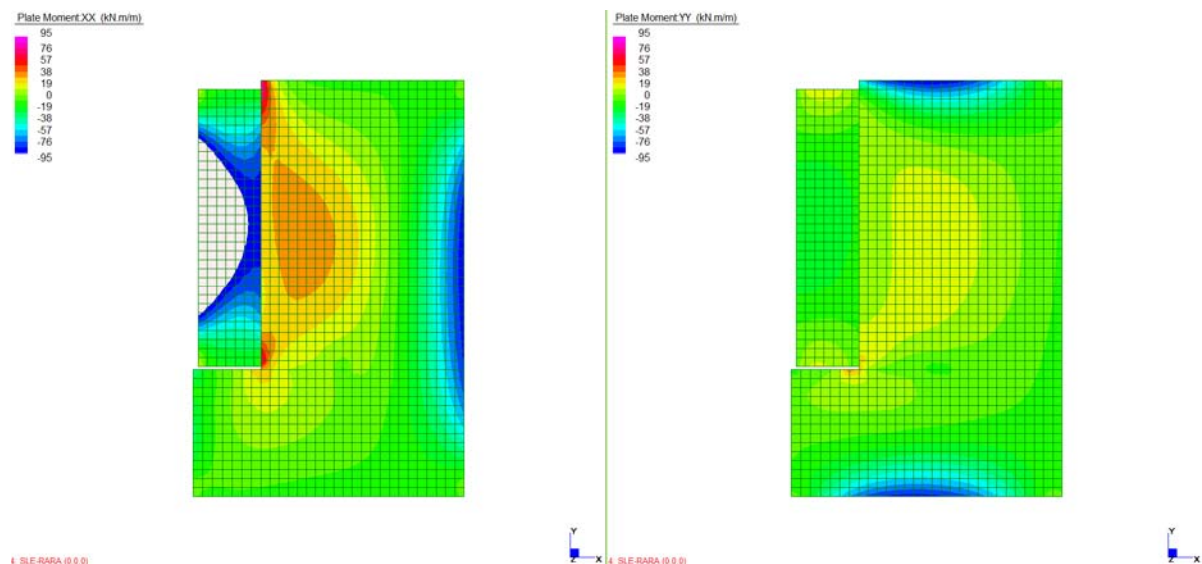 Plate Moment:XX (kN.m/m)
95
76
57
38
19
0
-19
-38
-57
-76
-95
Y
Z X
4: SLE-RARA (0:0:0)
Plate Moment:YY (kN.m/m)
95
76
57
38
19
0
-19
-38
-57
-76
-95
Y
Z X
4: SLE-RARA (0:0:0)